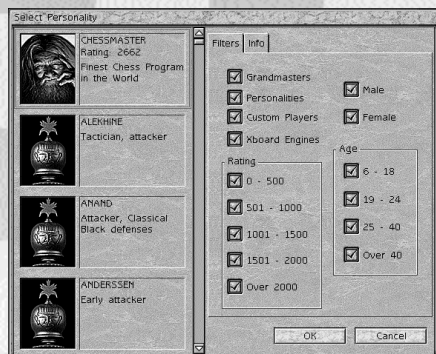 Select Personality
CHESSMASTER
Rating: 2662
Finest Chess Program
in the World
ALEKHINE
Tactician, attacker
ANAND
Attacker, Classical
Black defenses
ANDERSSEN
Early attacker
Filters
Info
Grandmasters
Personalities
Custom Players
Xboard Engines
Male
Female
Rating
0 - 500
501 - 1000
1001 - 1500
1501 - 2000
Over 2000
Age
6 - 18
19 - 24
25 - 40
Over 40
OK
Cancel